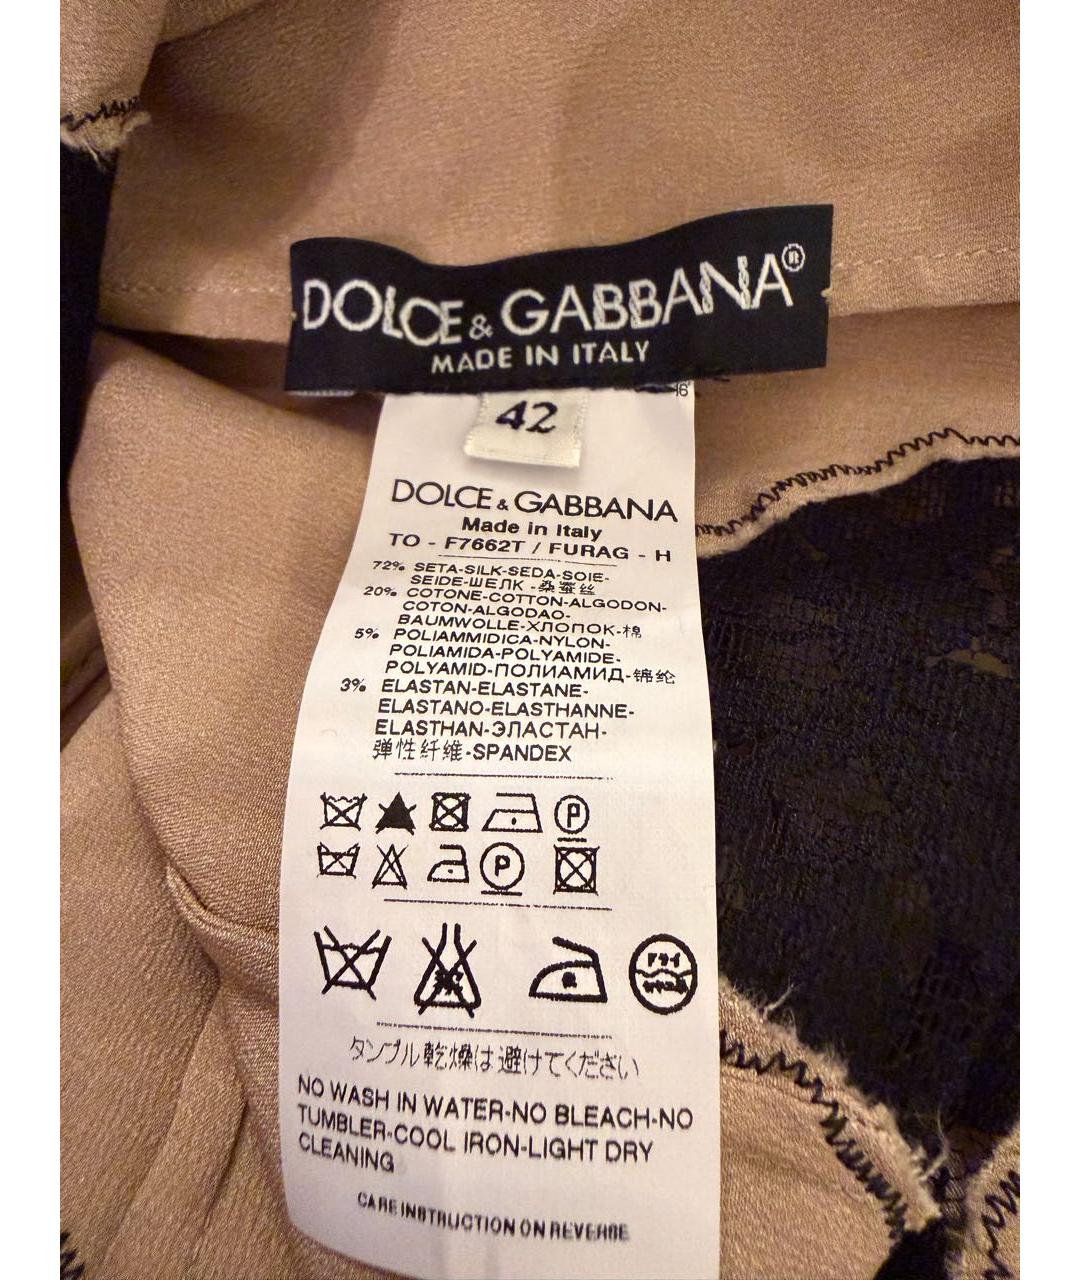 DOLCE & GABBANA®
MADE IN ITALY
42
DOLCE & GABBANA
Made in Italy
TO - F7662T / FURAG - H
72% SETA-SILK-SEDA-SOIE-
SEIDE-ШЕЛК -桑蚕丝
20% COTONE-COTTON-ALGODON-
COTON-ALGODAO-
BAUMWOLLE-ХЛОПОК-棉
5% POLIAMMIDICA-NYLON-
POLIAMIDA-POLYAMIDE-
POLYAMID-ПОЛИАМИД-锦纶
3% ELASTAN-ELASTANE-
ELASTANO-ELASTHANNE-
ELASTHAN-ЭЛАСТАН-
弹性纤维-SPANDEX
P
P
ドライ
タンブル乾燥は避けてください
NO WASH IN WATER-NO BLEACH-NO
TUMBLER-COOL IRON-LIGHT DRY
CLEANING
CARE INSTRUCTION ON REVERSE